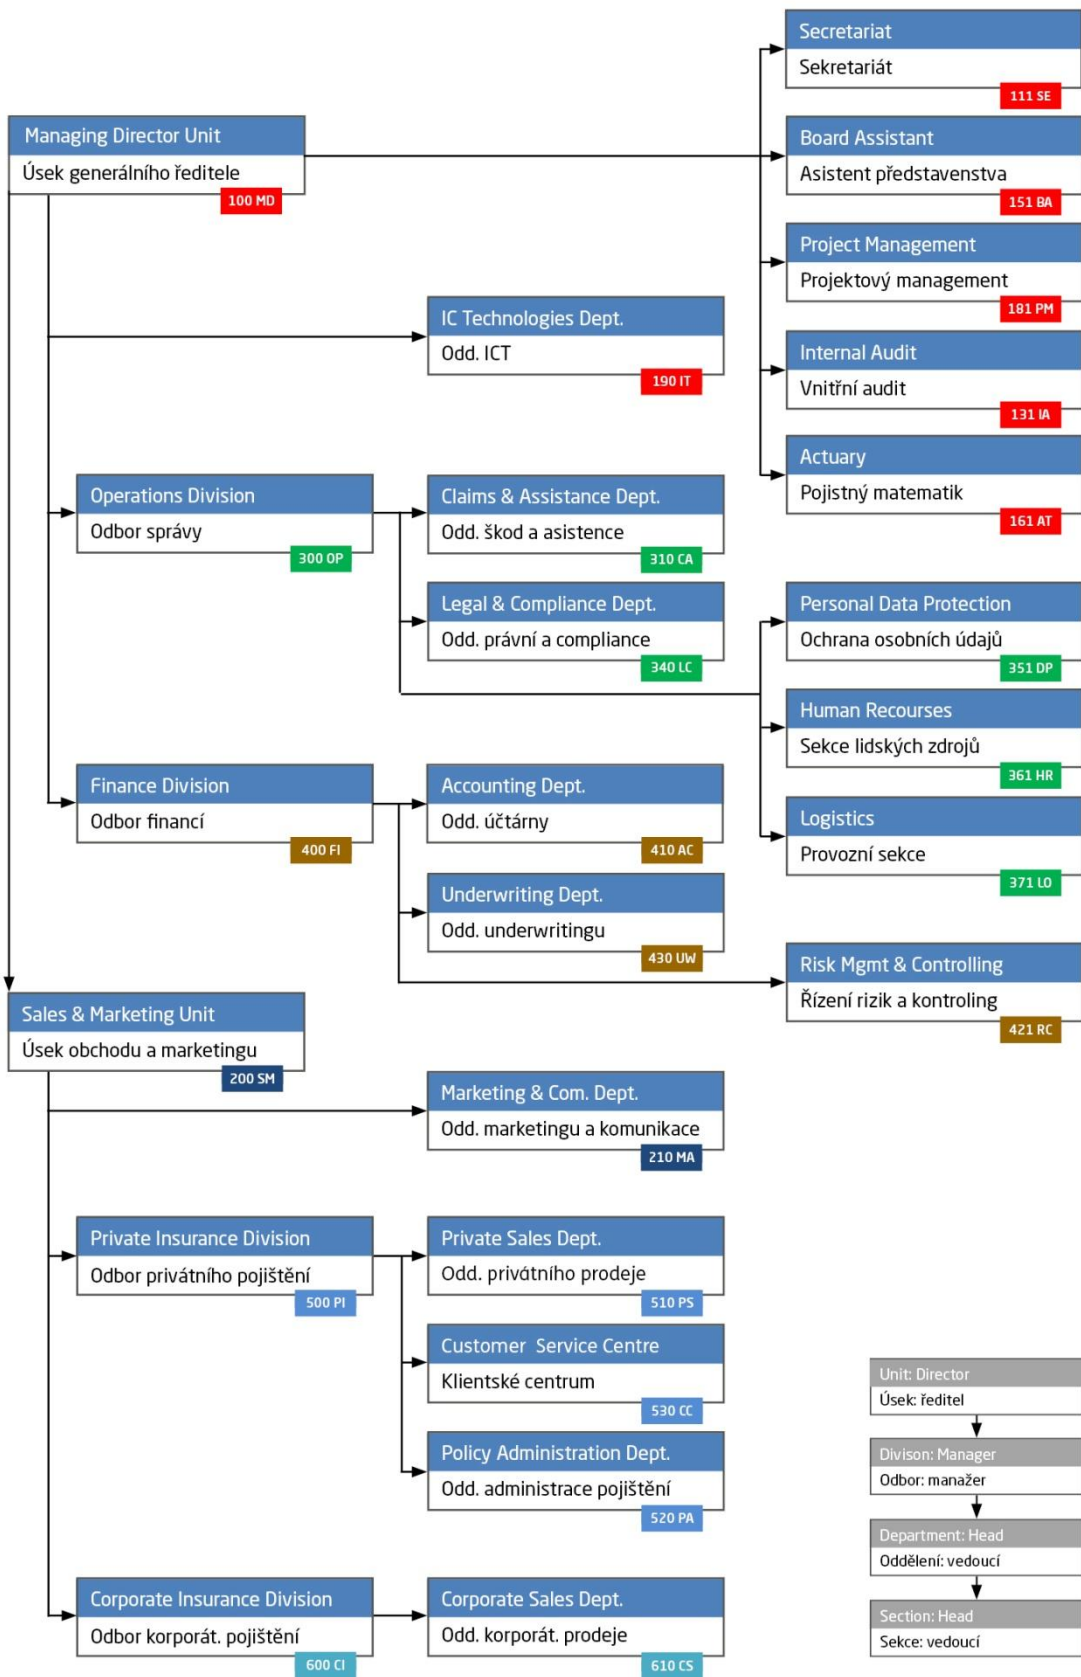 Secretariat
Sekretariát
111 SE
Managing Director Unit
Úsek generálního ředitele
100 MD
Board Assistant
Asistent představenstva
151 BA
Project Management
Projektový management
181 PM
IC Technologies Dept.
Odd. ICT
190 IT
Internal Audit
Vnitřní audit
131 IA
Actuary
Pojistný matematik
161 AT
Operations Division
Odbor správy
300 OP
Claims & Assistance Dept.
Odd. škod a asistence
310 CA
Legal & Compliance Dept.
Odd. právní a compliance
340 LC
Personal Data Protection
Ochrana osobních údajů
351 DP
Human Recourses
Sekce lidských zdrojů
361 HR
Finance Division
Odbor financí
400 FI
Accounting Dept.
Odd. účtárny
410 AC
Logistics
Provozní sekce
371 LO
Underwriting Dept.
Odd. underwritingu
430 UW
Risk Mgmt & Controlling
Řízení rizik a kontroling
421 RC
Sales & Marketing Unit
Úsek obchodu a marketingu
200 SM
Marketing & Com. Dept.
Odd. marketingu a komunikace
210 MA
Private Insurance Division
Odbor privátního pojištění
500 PI
Private Sales Dept.
Odd. privátního prodeje
510 PS
Customer Service Centre
Klientské centrum
530 CC
Policy Administration Dept.
Odd. administrace pojištění
520 PA
Corporate Insurance Division
Odbor korporát. pojištění
600 CI
Corporate Sales Dept.
Odd. korporát. prodeje
610 CS
Unit: Director
Úsek: ředitel
Divison: Manager
Odbor: manažer
Department: Head
Oddělení: vedoucí
Section: Head
Sekce: vedoucí